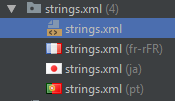 strings.xml (4)
strings.xml
strings.xml (fr-rFR)
strings.xml (ja)
strings.xml (pt)